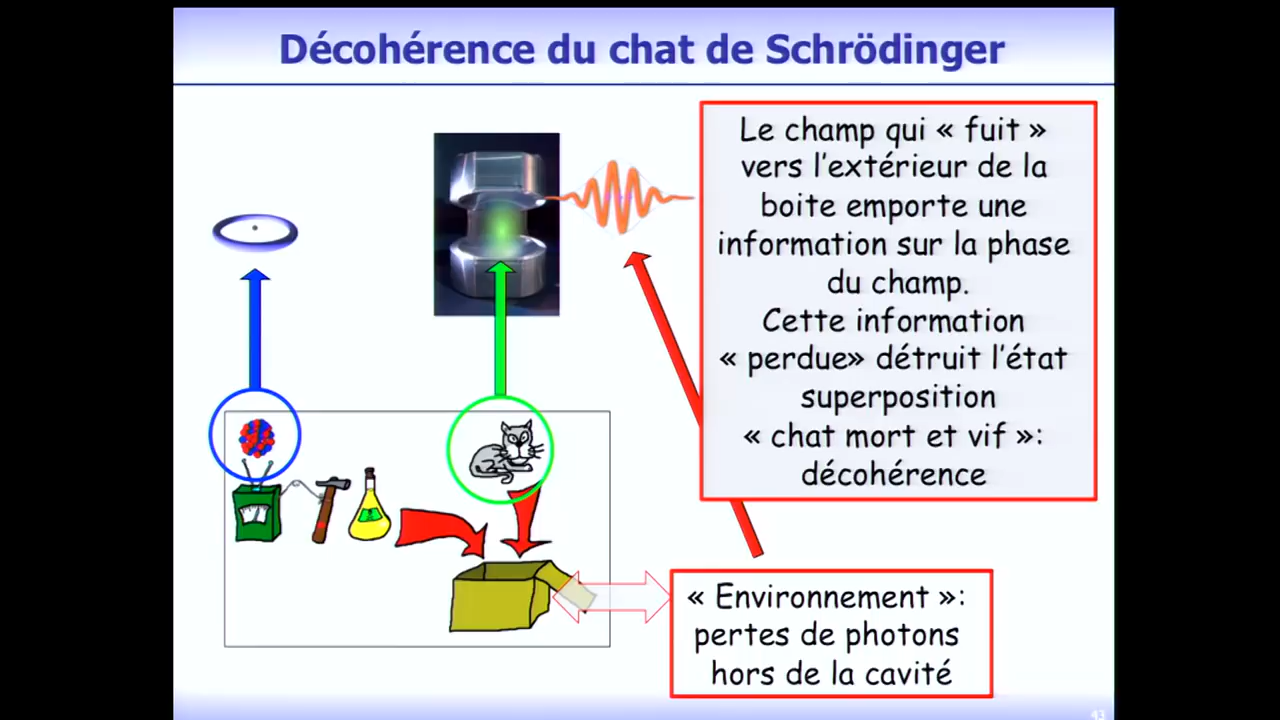 Décohérence du chat de Schrödinger
Le champ qui « fuit »
vers l'extérieur de la
boite emporte une
information sur la phase
du champ.
Cette information
« perdue» détruit l'état
superposition
« chat mort et vif »:
décohérence
« Environnement »:
pertes de photons
hors de la cavité
43